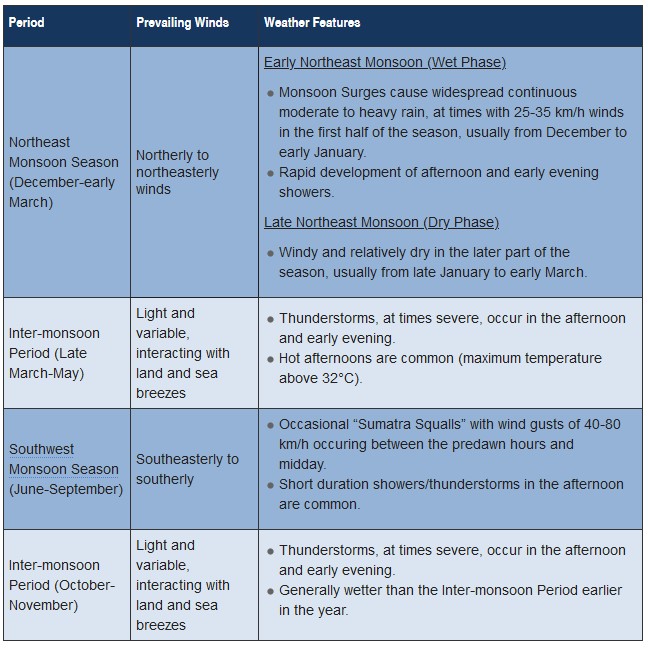 Period
Prevailing Winds
Weather Features
Northeast
Monsoon Season
(December-early
March)
Northerly to
northeasterly
winds
Early Northeast Monsoon (Wet Phase)
Monsoon Surges cause widespread continuous
moderate to heavy rain, at times with 25-35 km/h winds
in the first half of the season, usually from December to
early January.
Rapid development of afternoon and early evening
showers.
Late Northeast Monsoon (Dry Phase)
Windy and relatively dry in the later part of the
season, usually from late January to early March.
Inter-monsoon
Period (Late
March-May)
Light and
variable,
interacting with
land and sea
breezes
Thunderstorms, at times severe, occur in the afternoon
and early evening.
Hot afternoons are common (maximum temperature
above 32°C).
Southwest
Monsoon Season
(June-September)
Southeasterly to
southerly
Occasional “Sumatra Squalls” with wind gusts of 40-80
km/h occuring between the predawn hours and
midday.
Short duration showers/thunderstorms in the afternoon
are common.
Inter-monsoon
Period (October-
November)
Light and
variable,
interacting with
land and sea
breezes
Thunderstorms, at times severe, occur in the afternoon
and early evening.
Generally wetter than the Inter-monsoon Period earlier
in the year.